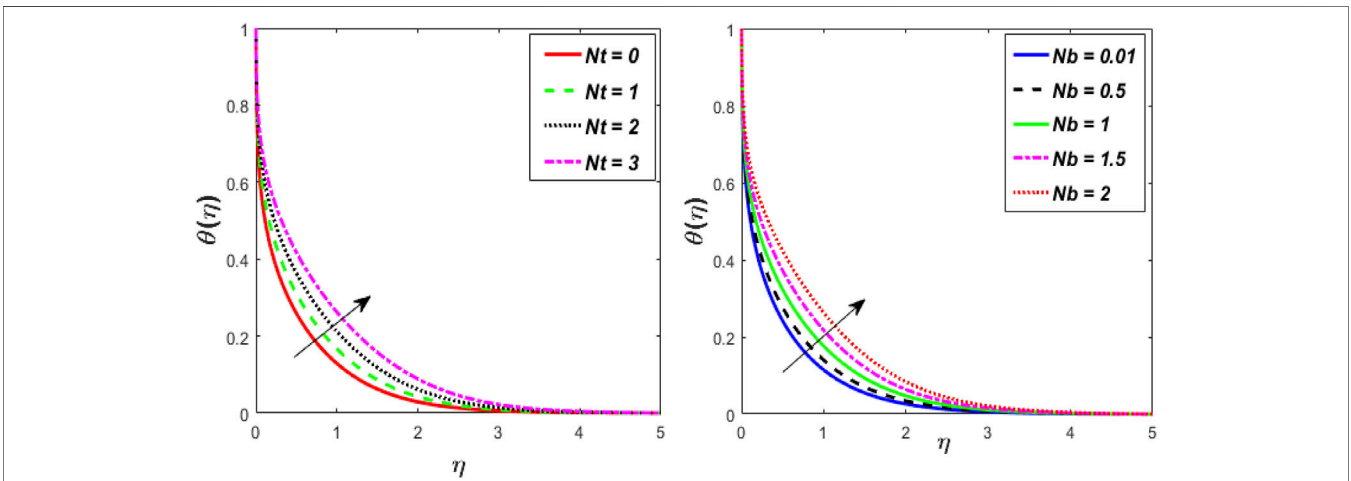 1
0.8
0.6
0.4
0.2
0
θ(η)
0 1 2 3 4 5
η
Nt = 0
Nt = 1
Nt = 2
Nt = 3
1
0.8
0.6
0.4
0.2
0
θ(η)
0 1 2 3 4 5
η
Nb = 0.01
Nb = 0.5
Nb = 1
Nb = 1.5
Nb = 2